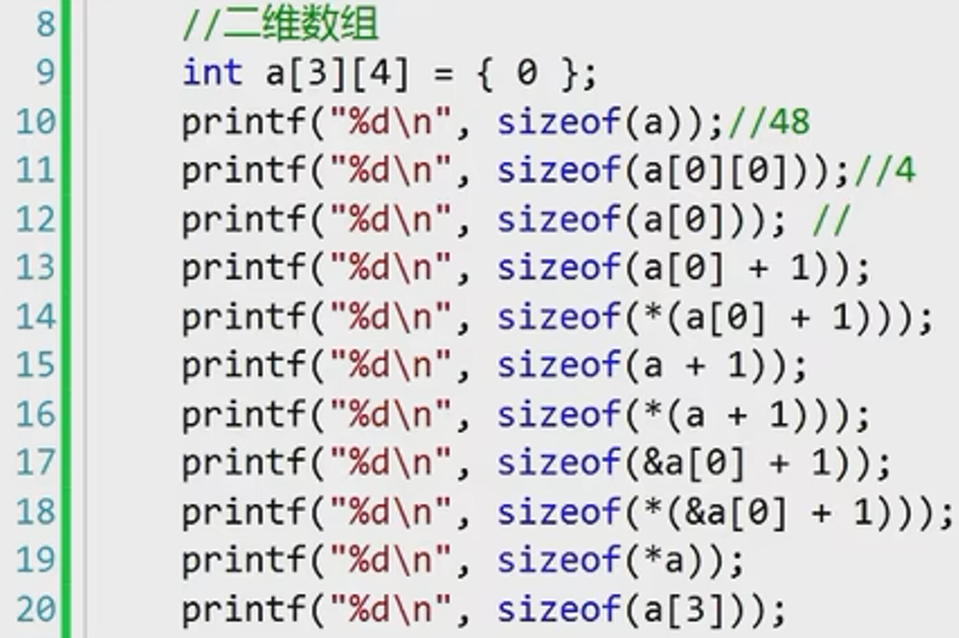 8 //二维数组
9 int a[3][4] = { 0 };
10 printf("%d\n", sizeof(a));//48
11 printf("%d\n", sizeof(a[0][0]));//4
12 printf("%d\n", sizeof(a[0])); //
13 printf("%d\n", sizeof(a[0] + 1));
14 printf("%d\n", sizeof(*(a[0] + 1)));
15 printf("%d\n", sizeof(a + 1));
16 printf("%d\n", sizeof(*(a + 1)));
17 printf("%d\n", sizeof(&a[0] + 1));
18 printf("%d\n", sizeof(*(&a[0] + 1)));
19 printf("%d\n", sizeof(*a));
20 printf("%d\n", sizeof(a[3]));